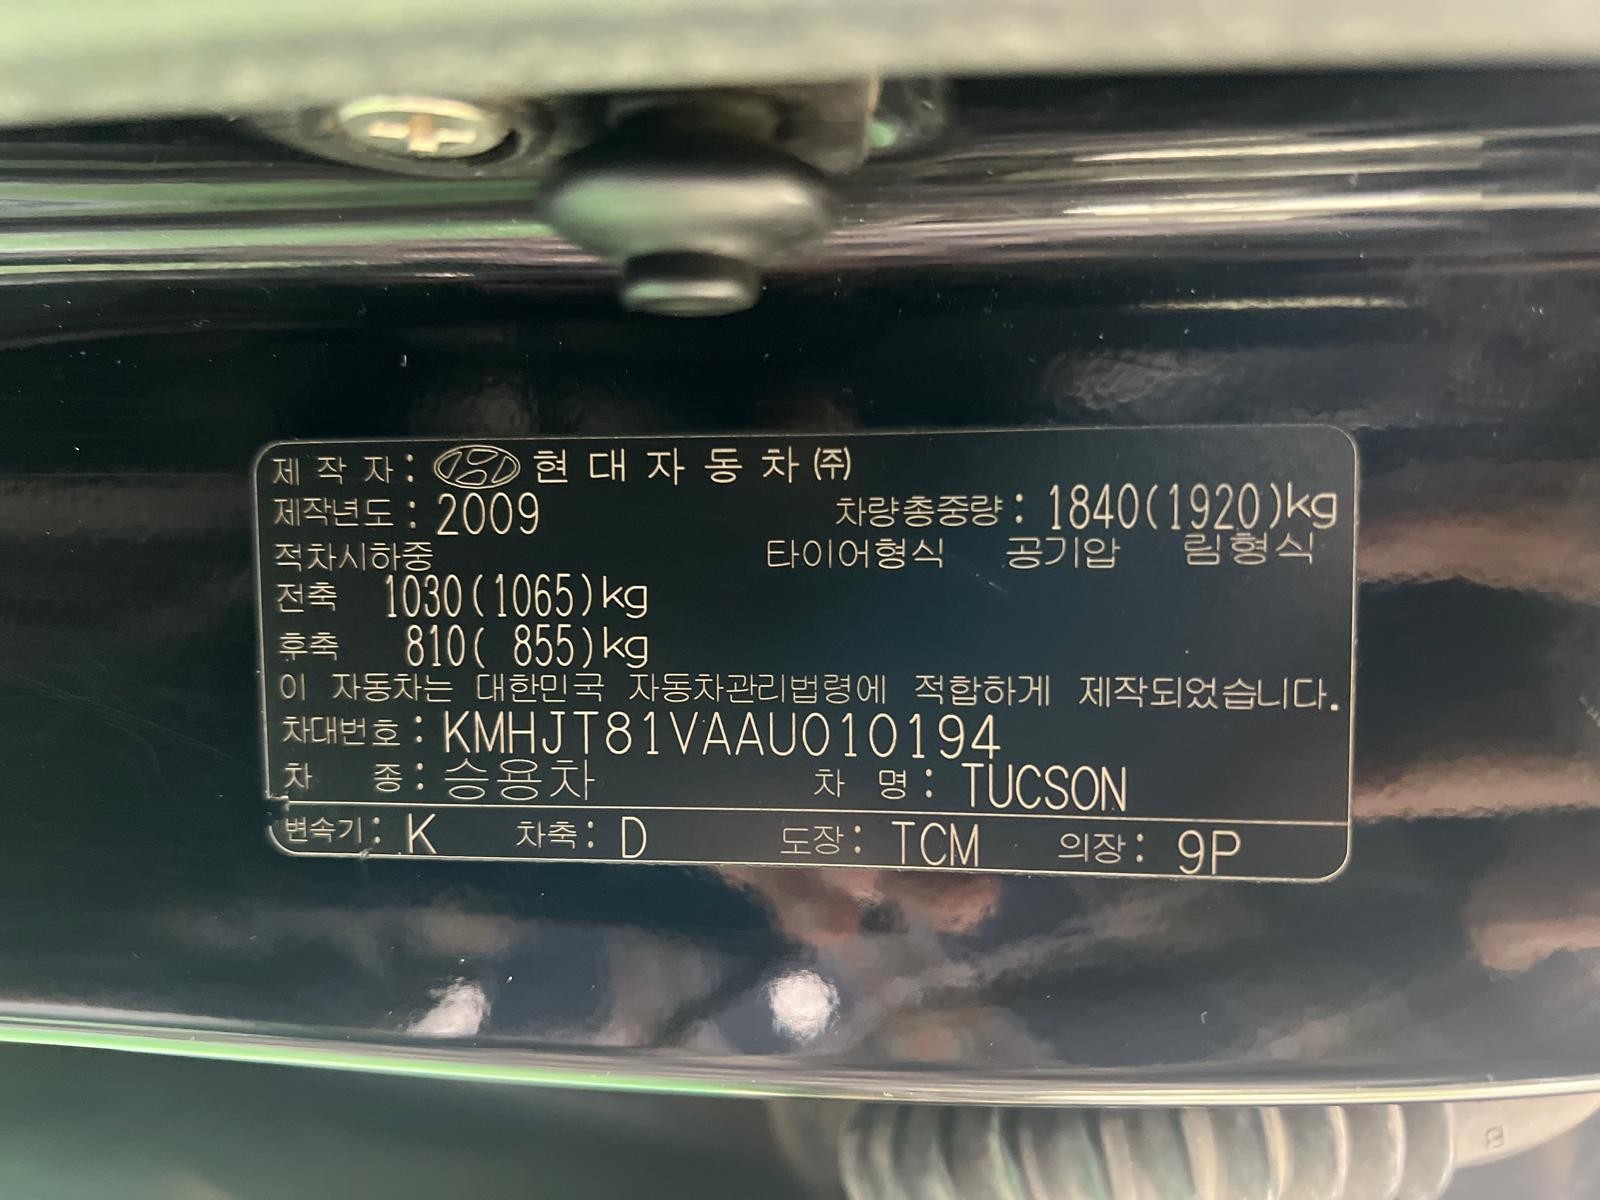 제 작 자 : 현 대 자 동 차 ㈜
제작년도 : 2009 차량총중량 : 1840(1920)kg
적차시하중 타이어형식 공기압 림형식
전축 1030(1065)kg
후축 810( 855)kg
이 자동차는 대한민국 자동차관리법령에 적합하게 제작되었습니다.
차대번호 : KMHJT81VAAU010194
차 종 : 승용차 차 명 : TUCSON
변속기 : K 차축 : D 도장 : TCM 의장 : 9P
8